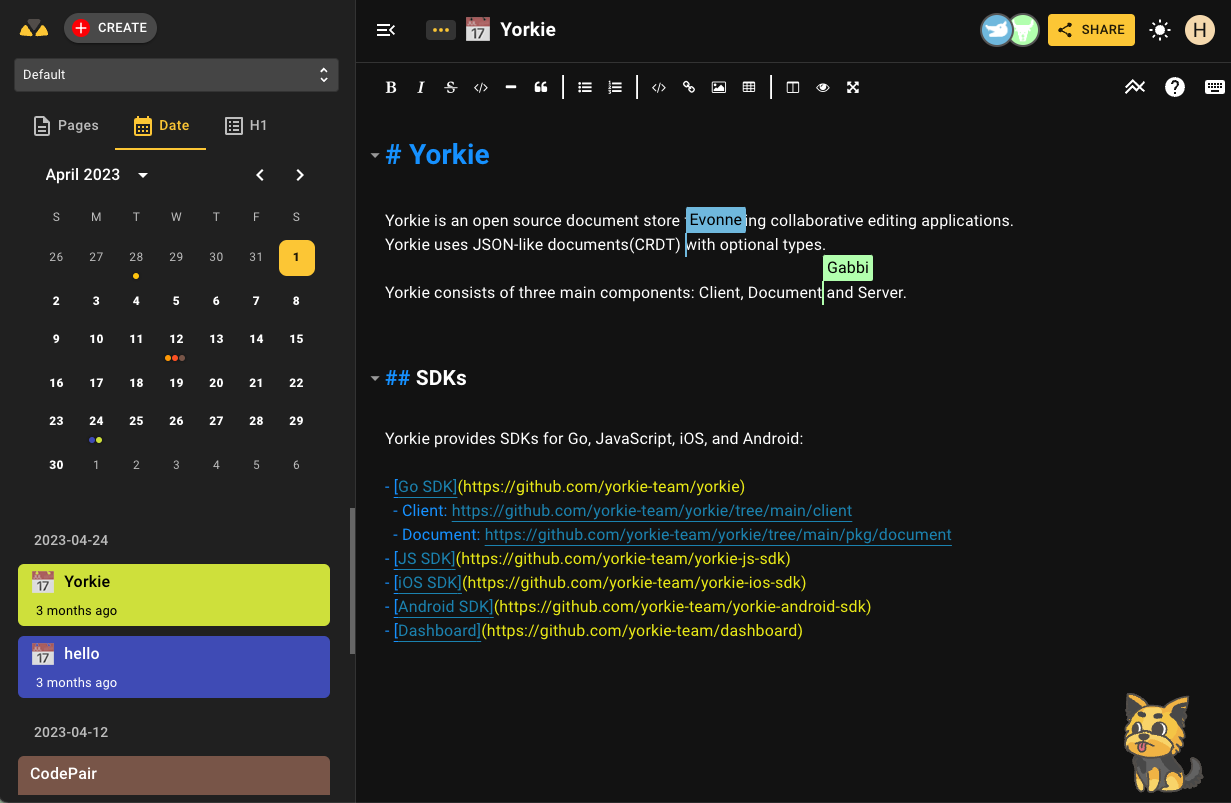 CREATE
Default
Pages
Date
H1
April 2023
S M T W T F S
26 27 28 29 30 31 1
2 3 4 5 6 7 8
9 10 11 12 13 14 15
16 17 18 19 20 21 22
23 24 25 26 27 28 29
30 1 2 3 4 5 6
2023-04-24
17 Yorkie
3 months ago
17 hello
3 months ago
2023-04-12
CodePair
17 Yorkie
SHARE
H
B I S
# Yorkie
Yorkie is an open source document store Evonne ing collaborative editing applications.
Yorkie uses JSON-like documents(CRDT) with optional types.
Gabbi
Yorkie consists of three main components: Client, Document and Server.
## SDKs
Yorkie provides SDKs for Go, JavaScript, iOS, and Android:
- [Go SDK](https://github.com/yorkie-team/yorkie)
- Client: https://github.com/yorkie-team/yorkie/tree/main/client
- Document: https://github.com/yorkie-team/yorkie/tree/main/pkg/document
- [JS SDK](https://github.com/yorkie-team/yorkie-js-sdk)
- [iOS SDK](https://github.com/yorkie-team/yorkie-ios-sdk)
- [Android SDK](https://github.com/yorkie-team/yorkie-android-sdk)
- [Dashboard](https://github.com/yorkie-team/dashboard)